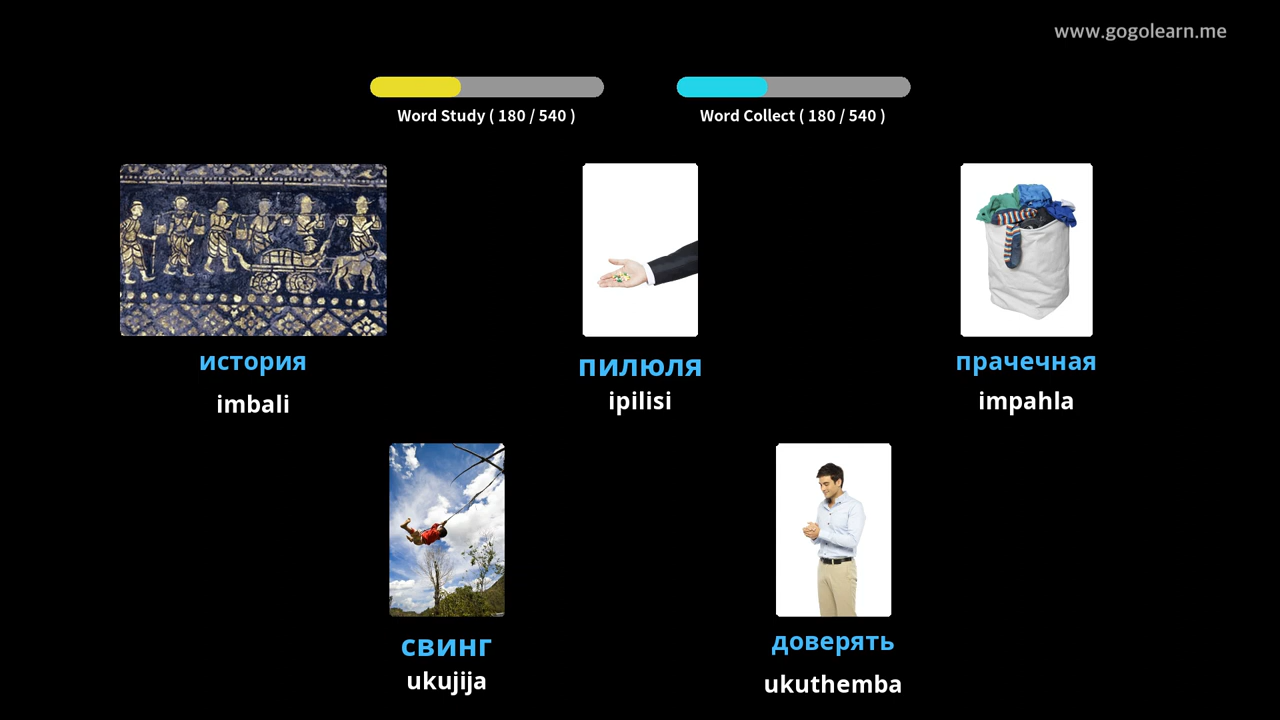 www.gogolearn.me
Word Study ( 180 / 540 )
Word Collect ( 180 / 540 )
история
imbali
пилюля
ipilisi
прачечная
impahla
свинг
ukujija
доверять
ukuthemba